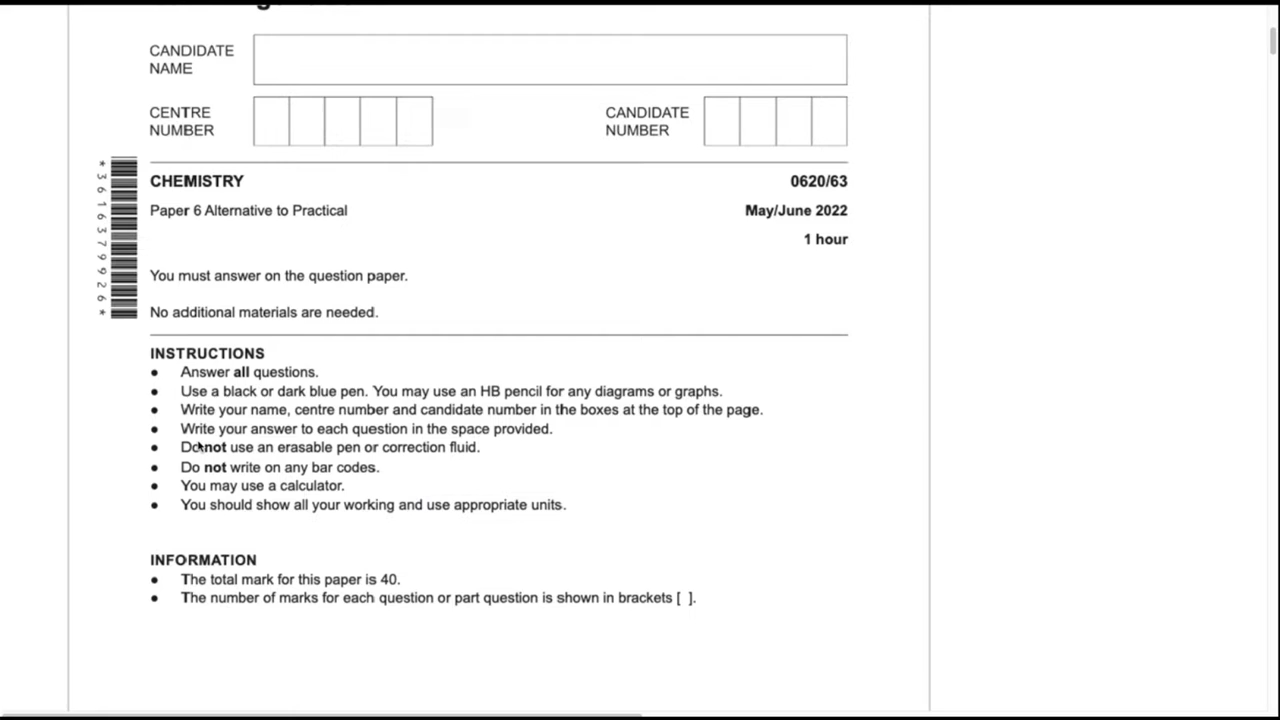 CANDIDATE
NAME
CENTRE
NUMBER
CANDIDATE
NUMBER
*3616379926*
CHEMISTRY 0620/63
Paper 6 Alternative to Practical May/June 2022
1 hour
You must answer on the question paper.
No additional materials are needed.
INSTRUCTIONS
● Answer all questions.
● Use a black or dark blue pen. You may use an HB pencil for any diagrams or graphs.
● Write your name, centre number and candidate number in the boxes at the top of the page.
● Write your answer to each question in the space provided.
● Do not use an erasable pen or correction fluid.
● Do not write on any bar codes.
● You may use a calculator.
● You should show all your working and use appropriate units.
INFORMATION
● The total mark for this paper is 40.
● The number of marks for each question or part question is shown in brackets [ ].